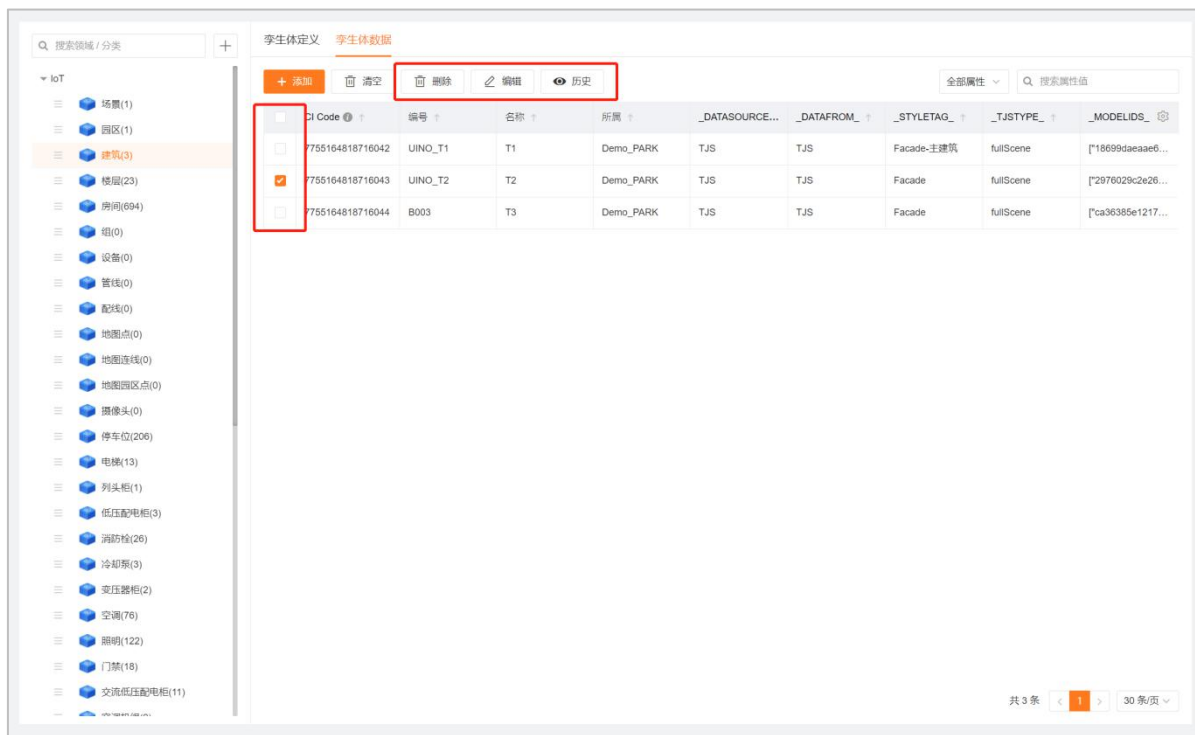 搜索领域 / 分类
IoT
场景(1)
园区(1)
建筑(3)
楼层(23)
房间(694)
组(0)
设备(0)
管线(0)
配线(0)
地图点(0)
地图连线(0)
地图园区点(0)
摄像头(0)
停车位(206)
电梯(13)
列头柜(1)
低压配电柜(3)
消防栓(26)
冷却泵(3)
变压器柜(2)
空调(76)
照明(122)
门禁(18)
交流低压配电柜(11)
孪生体定义 孪生体数据
+ 添加 清空 删除 编辑 历史 全部属性 搜索属性值
CI Code 编号 名称 所属 _DATASOURCE... _DATAFROM_ _STYLETAG_ _TJSTYPE_ _MODELIDS_
7755164818716042 UINO_T1 T1 Demo_PARK TJS TJS Facade-主建筑 fullScene ["18699daeaae6...
7755164818716043 UINO_T2 T2 Demo_PARK TJS TJS Facade fullScene ["2976029c2e26...
7755164818716044 B003 T3 Demo_PARK TJS TJS Facade fullScene ["ca36385e1217...
共 3 条 < 1 > 30 条/页